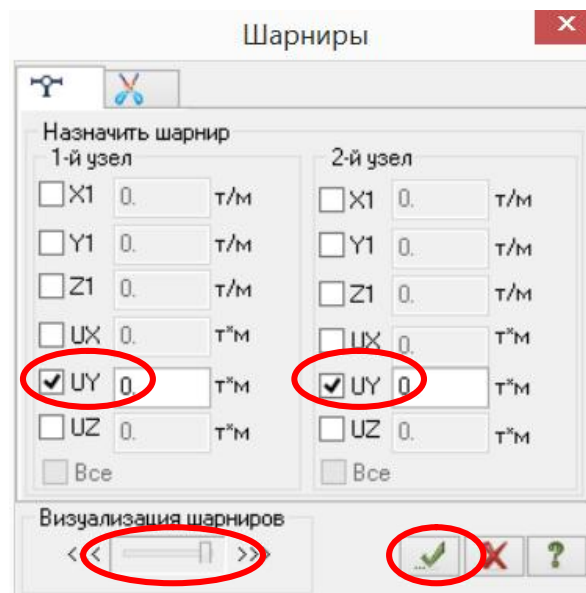 Шарниры
Назначить шарнир
1-й узел
X1 0. т/м
Y1 0. т/м
Z1 0. т/м
UX 0. т*м
UY 0. т*м
UZ 0. т*м
Все
2-й узел
X1 0. т/м
Y1 0. т/м
Z1 0. т/м
UX 0. т*м
UY 0 т*м
UZ 0. т*м
Все
Визуализация шарниров
<< >>
?